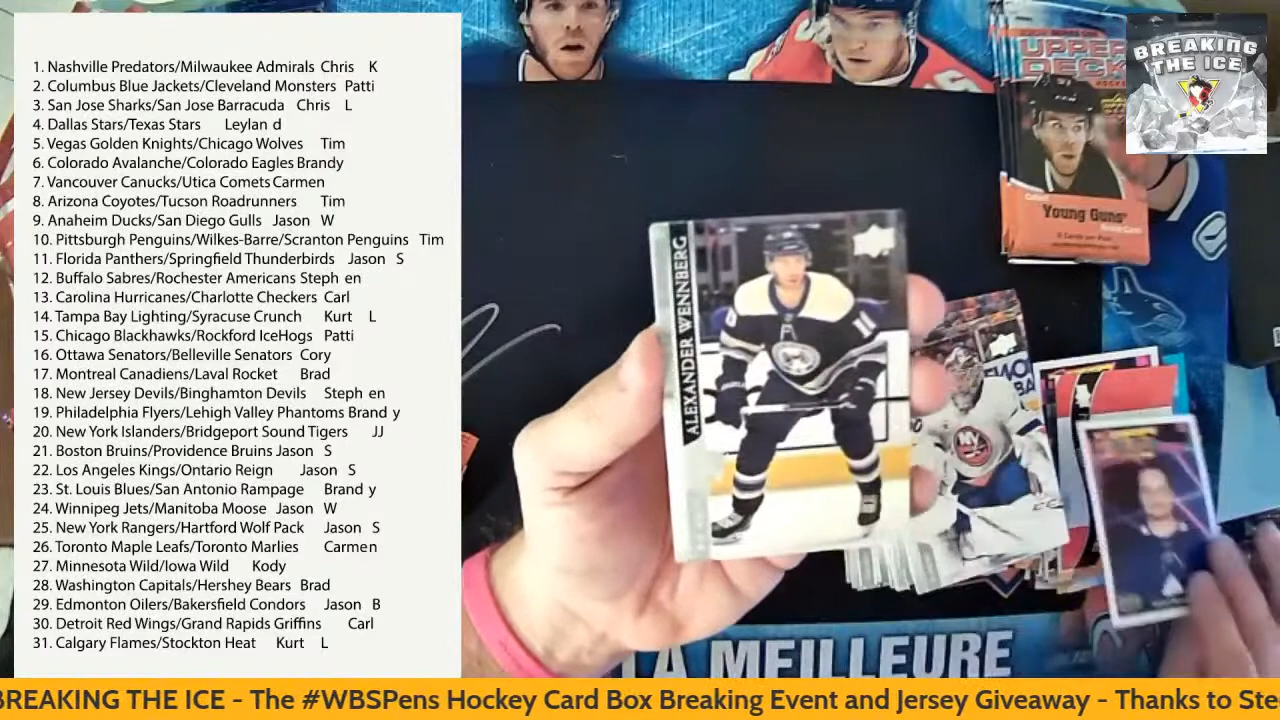 1. Nashville Predators/Milwaukee Admirals Chris K
2. Columbus Blue Jackets/Cleveland Monsters Patti
3. San Jose Sharks/San Jose Barracuda Chris L
4. Dallas Stars/Texas Stars Leylan d
5. Vegas Golden Knights/Chicago Wolves Tim
6. Colorado Avalanche/Colorado Eagles Brandy
7. Vancouver Canucks/Utica Comets Carmen
8. Arizona Coyotes/Tucson Roadrunners Tim
9. Anaheim Ducks/San Diego Gulls Jason W
10. Pittsburgh Penguins/Wilkes-Barre/Scranton Penguins Tim
11. Florida Panthers/Springfield Thunderbirds Jason S
12. Buffalo Sabres/Rochester Americans Steph en
13. Carolina Hurricanes/Charlotte Checkers Carl
14. Tampa Bay Lighting/Syracuse Crunch Kurt L
15. Chicago Blackhawks/Rockford IceHogs Patti
16. Ottawa Senators/Belleville Senators Cory
17. Montreal Canadiens/Laval Rocket Brad
18. New Jersey Devils/Binghamton Devils Steph en
19. Philadelphia Flyers/Lehigh Valley Phantoms Brand y
20. New York Islanders/Bridgeport Sound Tigers JJ
21. Boston Bruins/Providence Bruins Jason S
22. Los Angeles Kings/Ontario Reign Jason S
23. St. Louis Blues/San Antonio Rampage Brand y
24. Winnipeg Jets/Manitoba Moose Jason W
25. New York Rangers/Hartford Wolf Pack Jason S
26. Toronto Maple Leafs/Toronto Marlies Carmen
27. Minnesota Wild/Iowa Wild Kody
28. Washington Capitals/Hershey Bears Brad
29. Edmonton Oilers/Bakersfield Condors Jason B
30. Detroit Red Wings/Grand Rapids Griffins Carl
31. Calgary Flames/Stockton Heat Kurt L
UPPER
DECK
Young Guns
BREAKING
THE ICE
ALEXANDER WENNBERG
NY
LA MEILLEURE
BREAKING THE ICE - The #WBSPens Hockey Card Box Breaking Event and Jersey Giveaway - Thanks to Ste